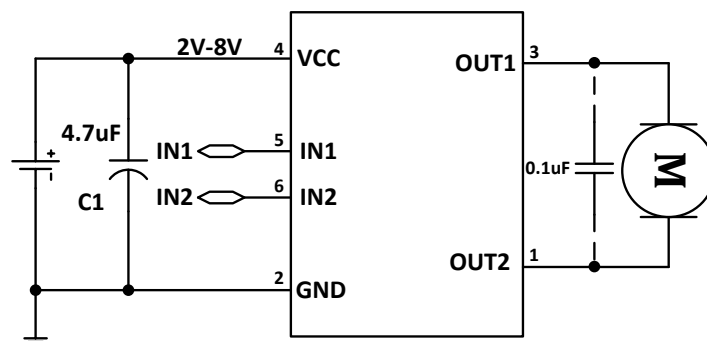 2V-8V
4
VCC
OUT1
3
4.7uF
+
-
C1
IN1
5
IN1
IN2
6
IN2
0.1uF
M
OUT2
1
2
GND